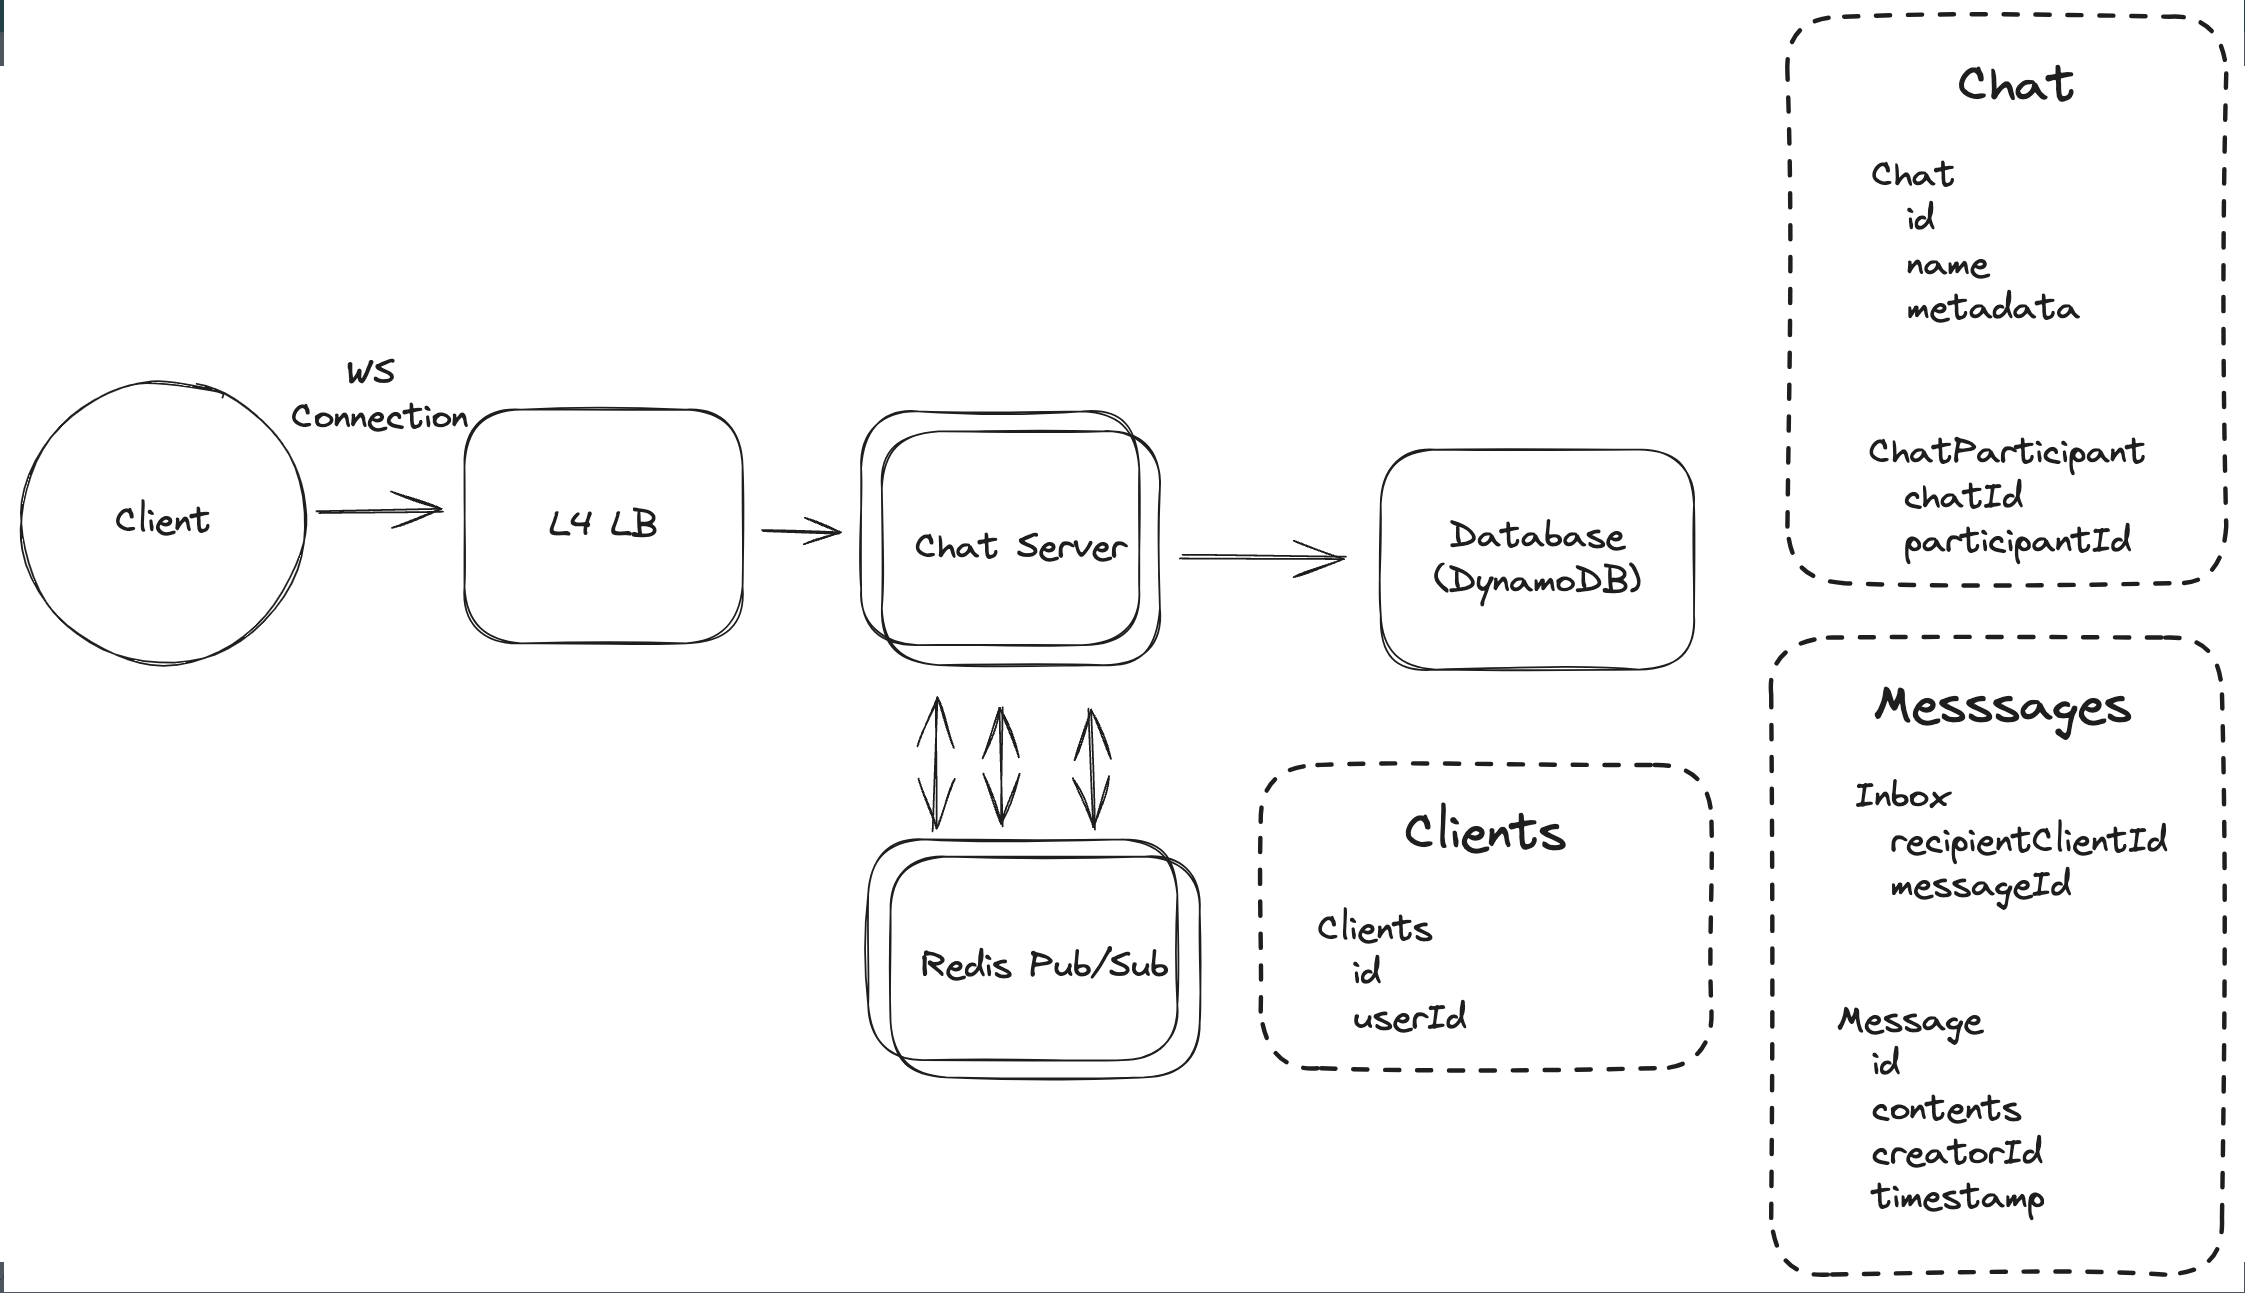 Client
WS
Connection
L4 LB
Chat Server
Database
(DynamoDB)
Redis Pub/Sub
Clients
Clients
id
userId
Chat
Chat
id
name
metadata
ChatParticipant
chatId
participantId
Messsages
Inbox
recipientClientId
messageId
Message
id
contents
creatorId
timestamp